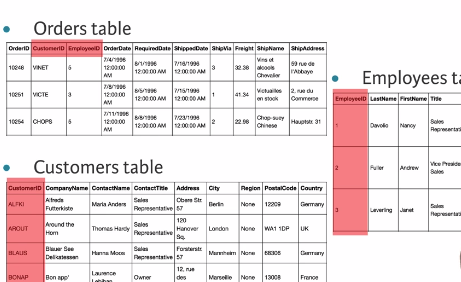 Orders table
OrderID CustomerID EmployeeID OrderDate RequiredDate ShippedDate ShipVia Freight ShipName ShipAddress
10248 VINET 5 7/4/1996 12:00:00 AM 8/1/1996 12:00:00 AM 7/16/1996 12:00:00 AM 3 32.38 Vins et alcools Chevalier 59 rue de l'Abbaye
10251 VICTE 3 7/8/1996 12:00:00 AM 8/5/1996 12:00:00 AM 7/15/1996 12:00:00 AM 1 41.34 Victuailles en stock 2, rue du Commerce
10254 CHOPS 5 7/11/1996 12:00:00 AM 8/8/1996 12:00:00 AM 7/23/1996 12:00:00 AM 2 22.98 Chop-suey Chinese Hauptstr. 31
Employees ta
EmployeeID LastName FirstName Title
1 Davolio Nancy Sales Representat
2 Fuller Andrew Vice Preside Sales
3 Leverling Janet Sales Representat
Customers table
CustomerID CompanyName ContactName ContactTitle Address City Region PostalCode Country
ALFKI Alfreds Futterkiste Maria Anders Sales Representative Obere Str. 57 Berlin None 12209 Germany
AROUT Around the Horn Thomas Hardy Sales Representative 120 Hanover Sq. London None WA1 1DP UK
BLAUS Blauer See Delikatessen Hanna Moos Sales Representative Forsterstr. 57 Mannheim None 68306 Germany
BONAP Bon app' Laurence Lebihan Owner 12, rue des Marseille None 13008 France